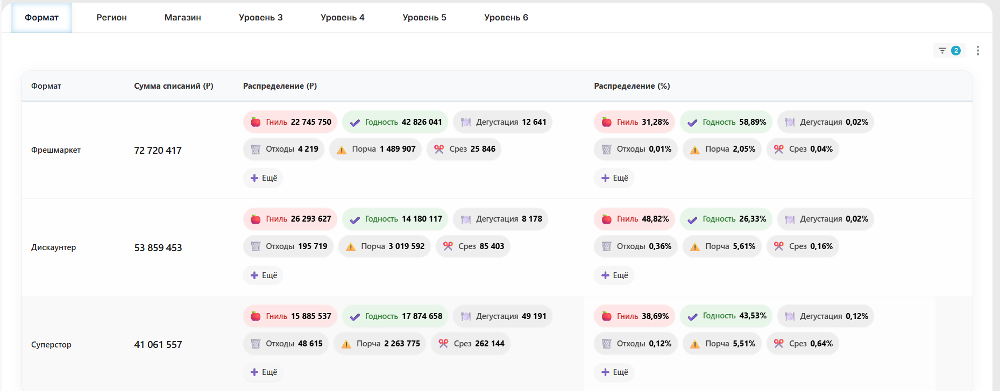 Формат Регион Магазин Уровень 3 Уровень 4 Уровень 5 Уровень 6
2
Формат Сумма списаний (₽) Распределение (₽) Распределение (%)
Гниль 22 745 750 Годность 42 826 041 Дегустация 12 641 Гниль 31,28% Годность 58,89% Дегустация 0,02%
Фрешмаркет 72 720 417 Отходы 4 219 Порча 1 489 907 Срез 25 846 Отходы 0,01% Порча 2,05% Срез 0,04%
Ещё Ещё
Гниль 26 293 627 Годность 14 180 117 Дегустация 8 178 Гниль 48,82% Годность 26,33% Дегустация 0,02%
Дискаунтер 53 859 453 Отходы 195 719 Порча 3 019 592 Срез 85 403 Отходы 0,36% Порча 5,61% Срез 0,16%
Ещё Ещё
Гниль 15 885 537 Годность 17 874 658 Дегустация 49 191 Гниль 38,69% Годность 43,53% Дегустация 0,12%
Суперстор 41 061 557 Отходы 48 615 Порча 2 263 775 Срез 262 144 Отходы 0,12% Порча 5,51% Срез 0,64%
Ещё Ещё